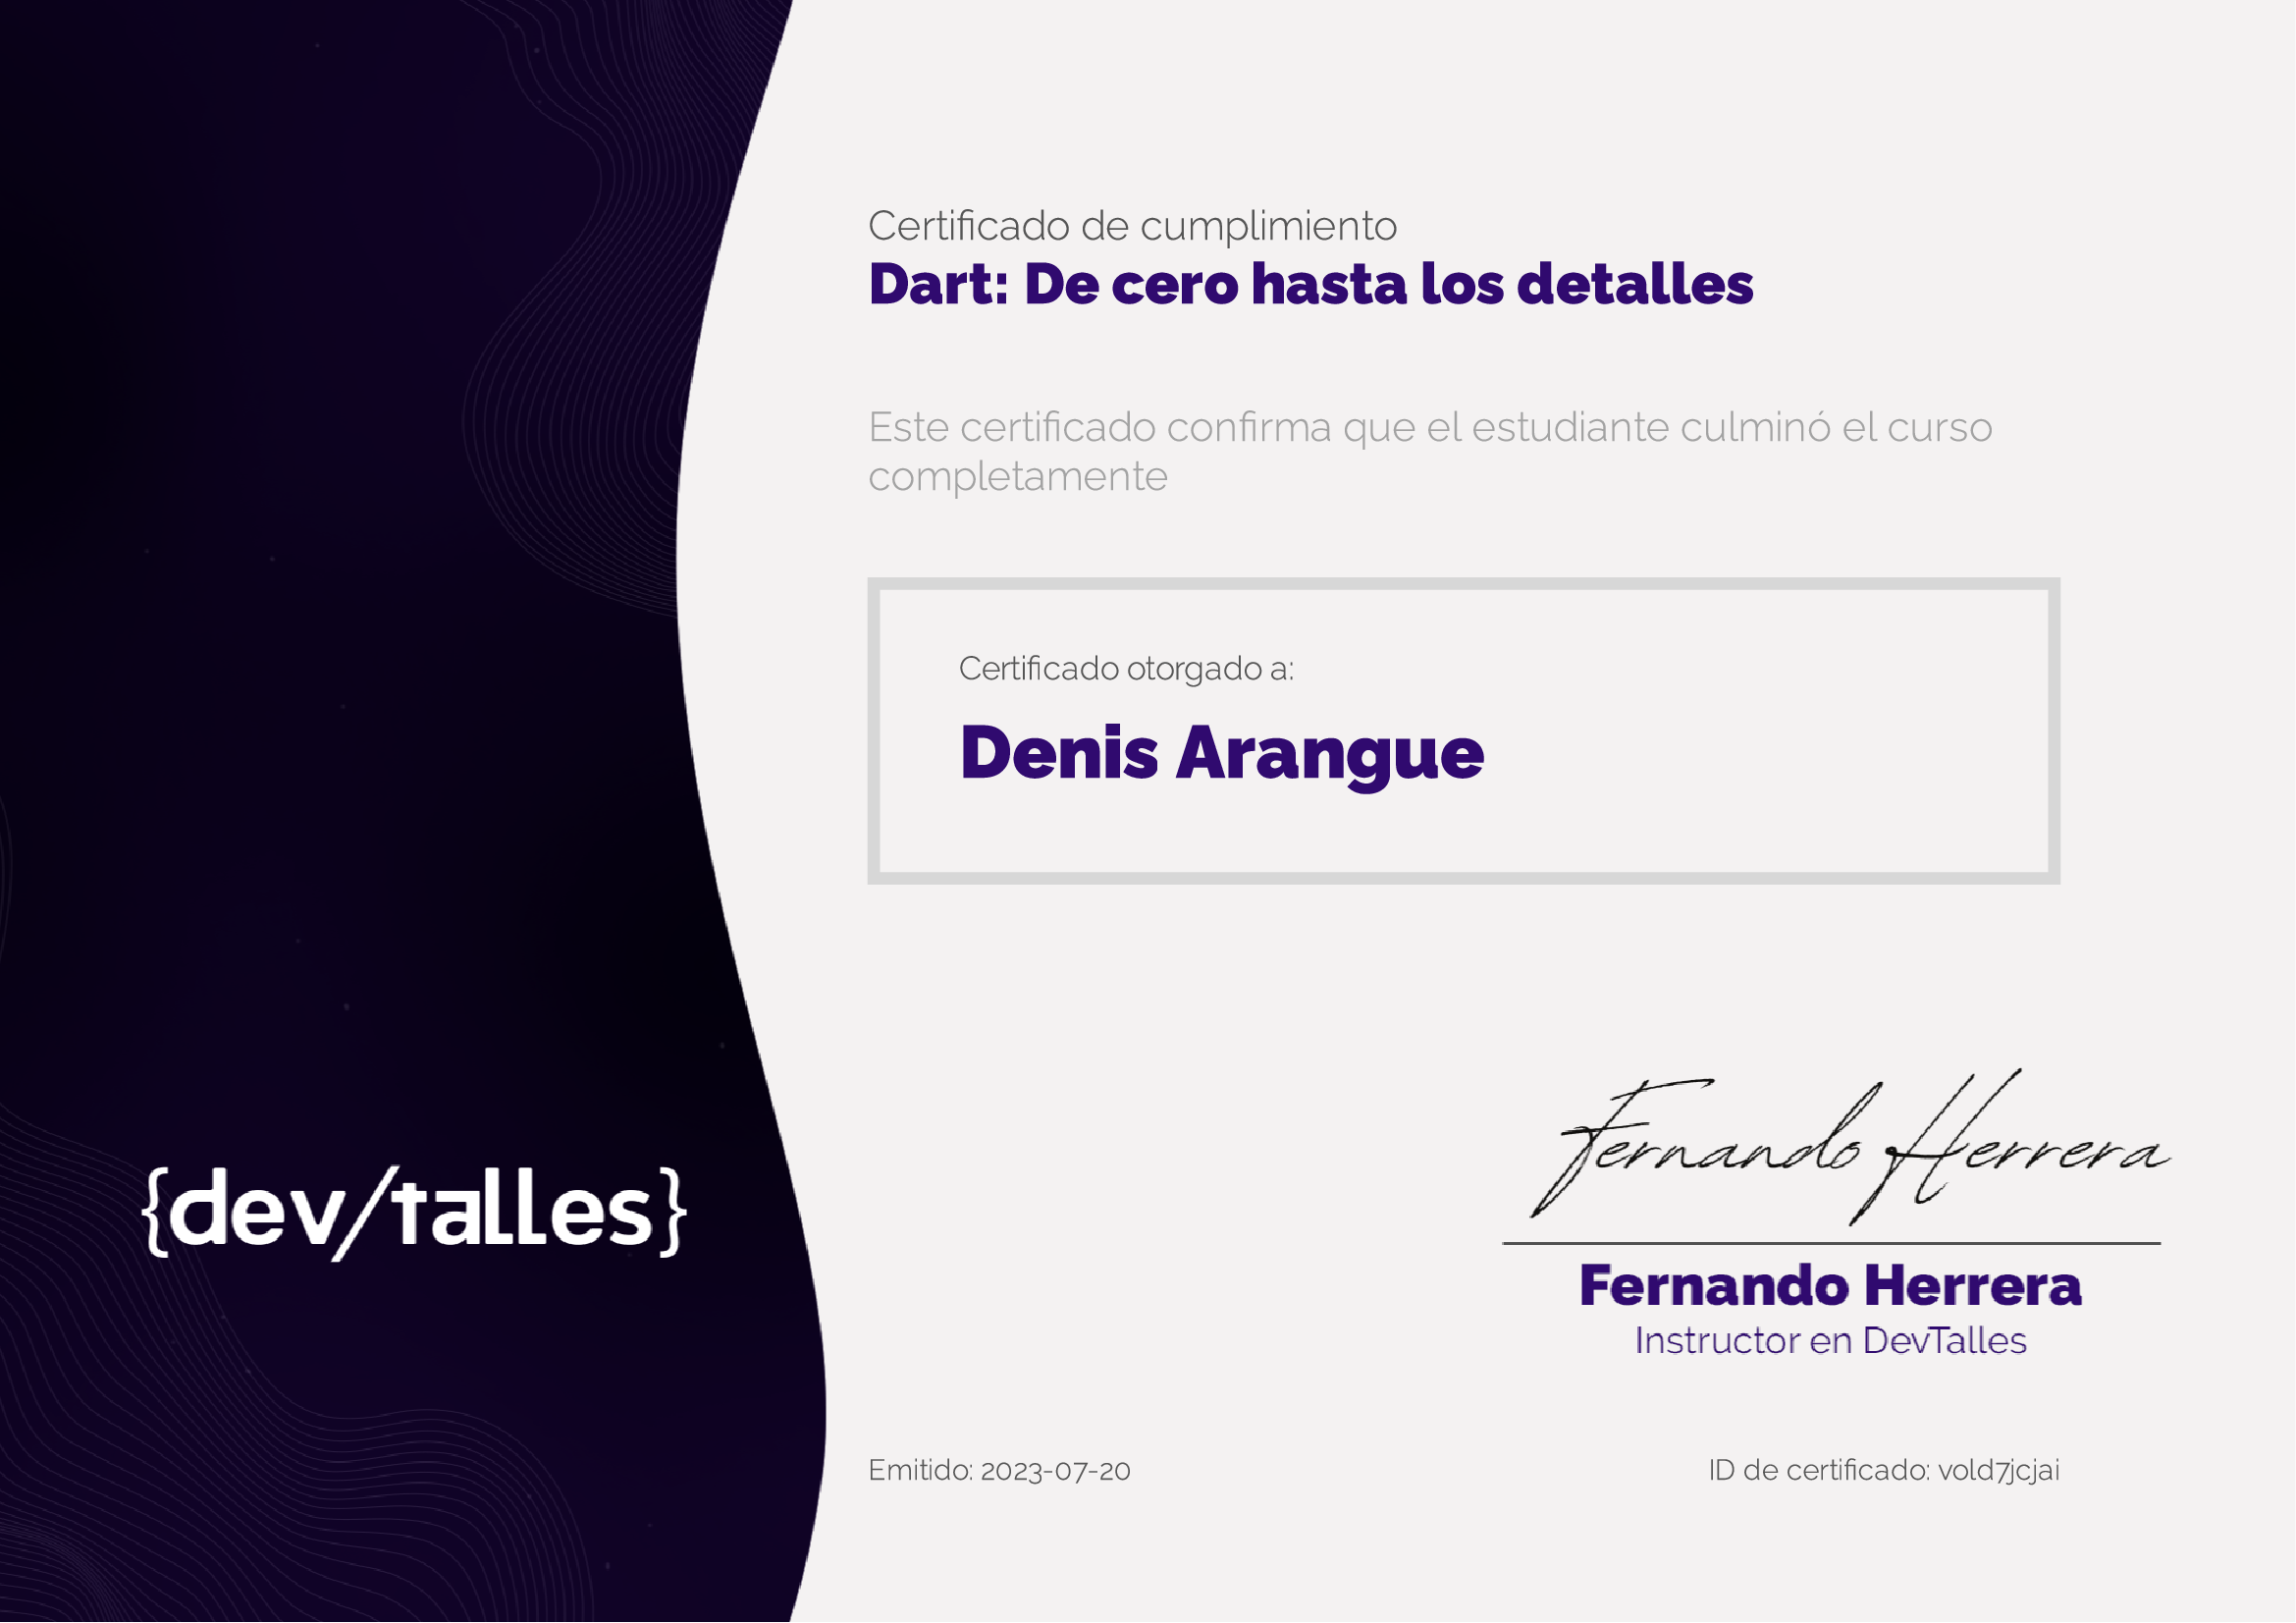 Certificado de cumplimiento
Dart: De cero hasta los detalles
Este certificado confirma que el estudiante culminó el curso
completamente
Certificado otorgado a:
Denis Arangue
{dev/talles}
Fernando Herrera
Fernando Herrera
Instructor en DevTalles
Emitido: 2023-07-20
ID de certificado: vold7jcjai